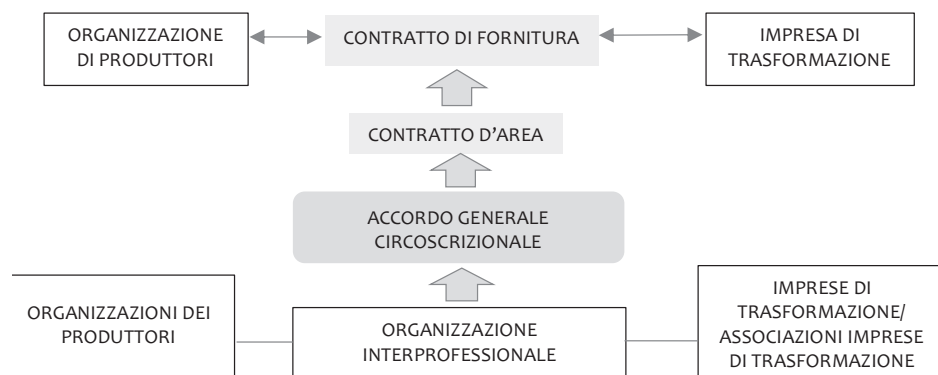 ORGANIZZAZIONE
DI PRODUTTORI
CONTRATTO DI FORNITURA
IMPRESA DI
TRASFORMAZIONE
CONTRATTO D’AREA
ACCORDO GENERALE
CIRCOSCRIZIONALE
ORGANIZZAZIONI DEI
PRODUTTORI
ORGANIZZAZIONE
INTERPROFESSIONALE
IMPRESE DI
TRASFORMAZIONE/
ASSOCIAZIONI IMPRESE
DI TRASFORMAZIONE